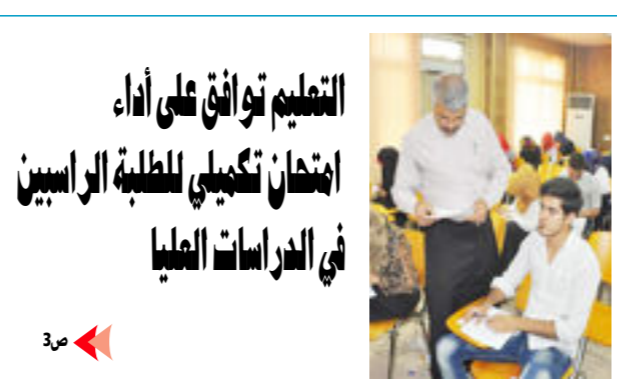 التعليم توافق على أداء
امتحان تكميلي للطلبة الراسبين
في الدراسات العليا
ص3